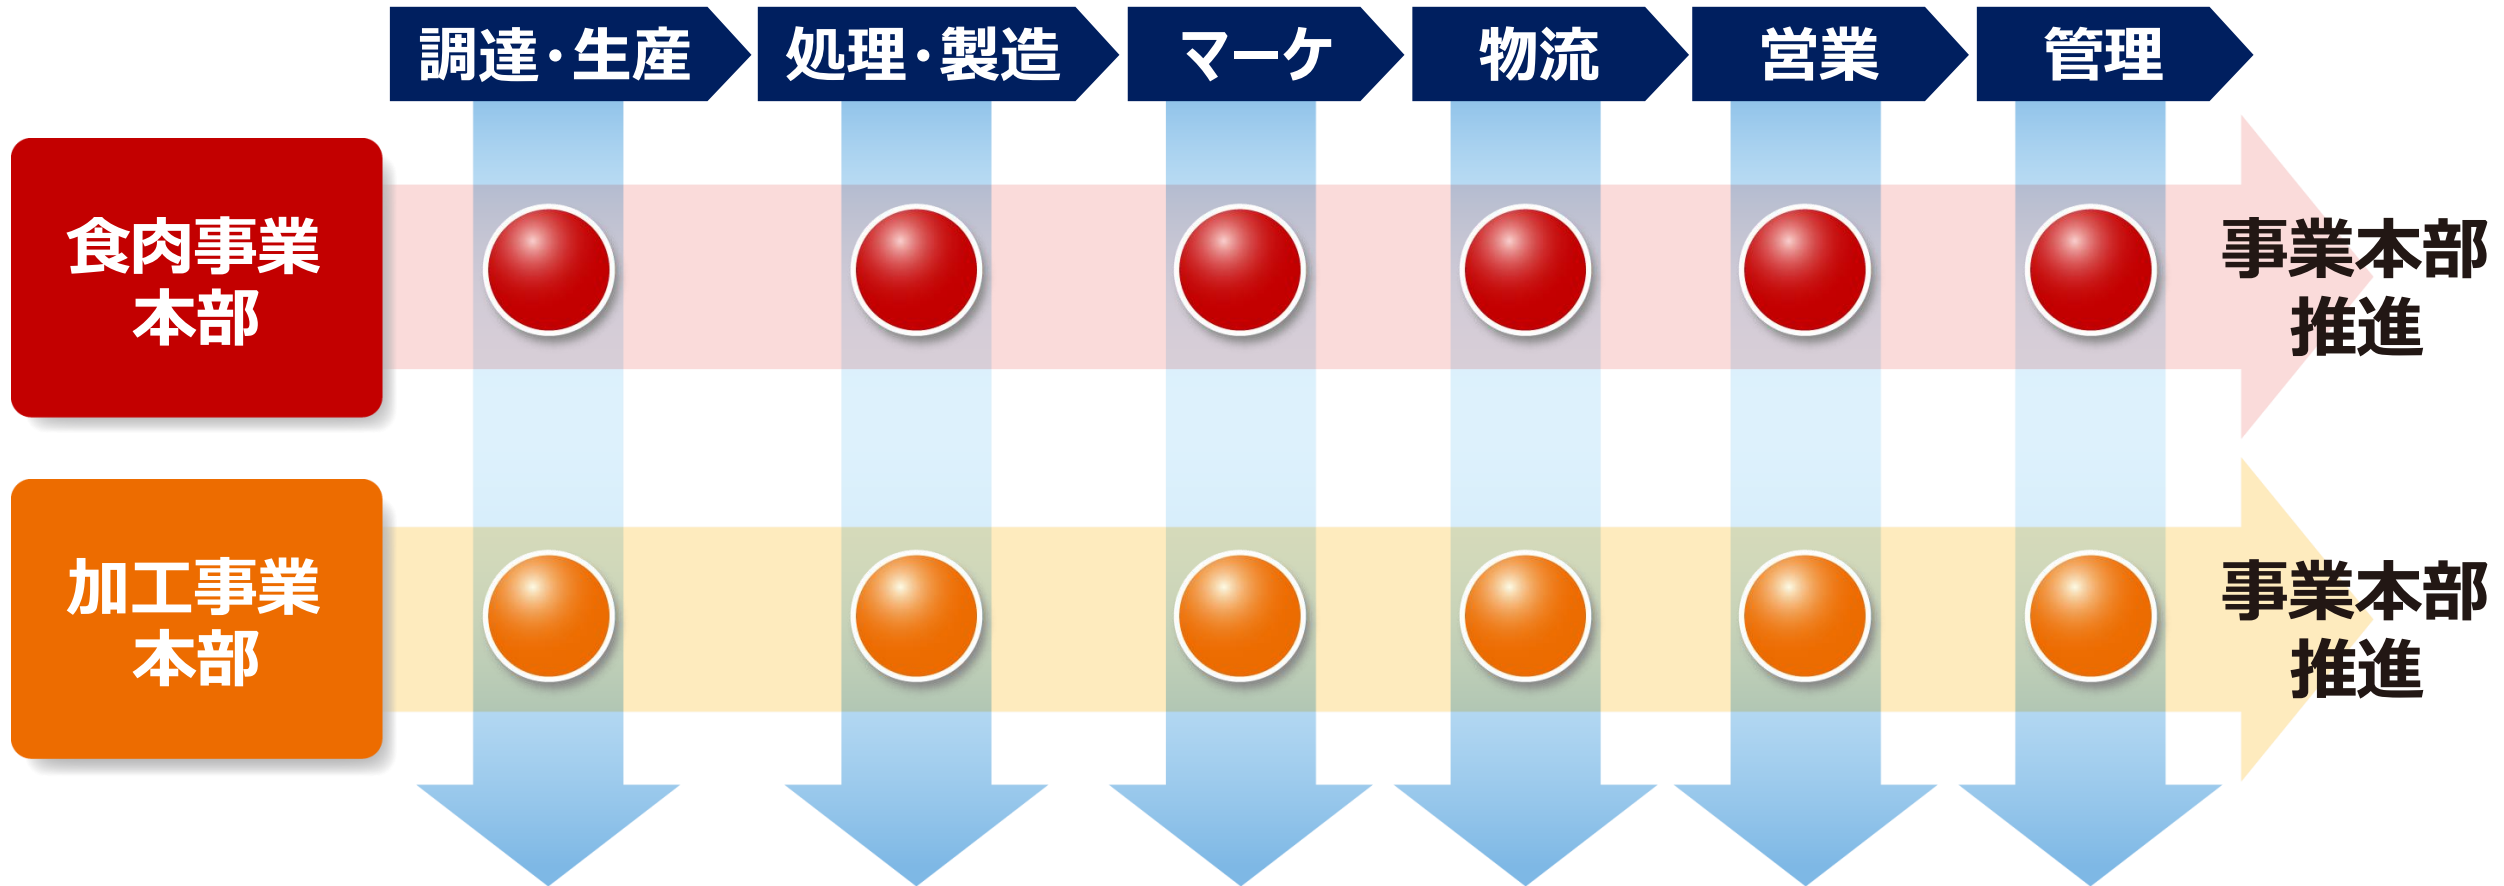 調達・生産
処理・製造
マーケ
物流
営業
管理
食肉事業
本部
事業本部
推進
加工事業
本部
事業本部
推進